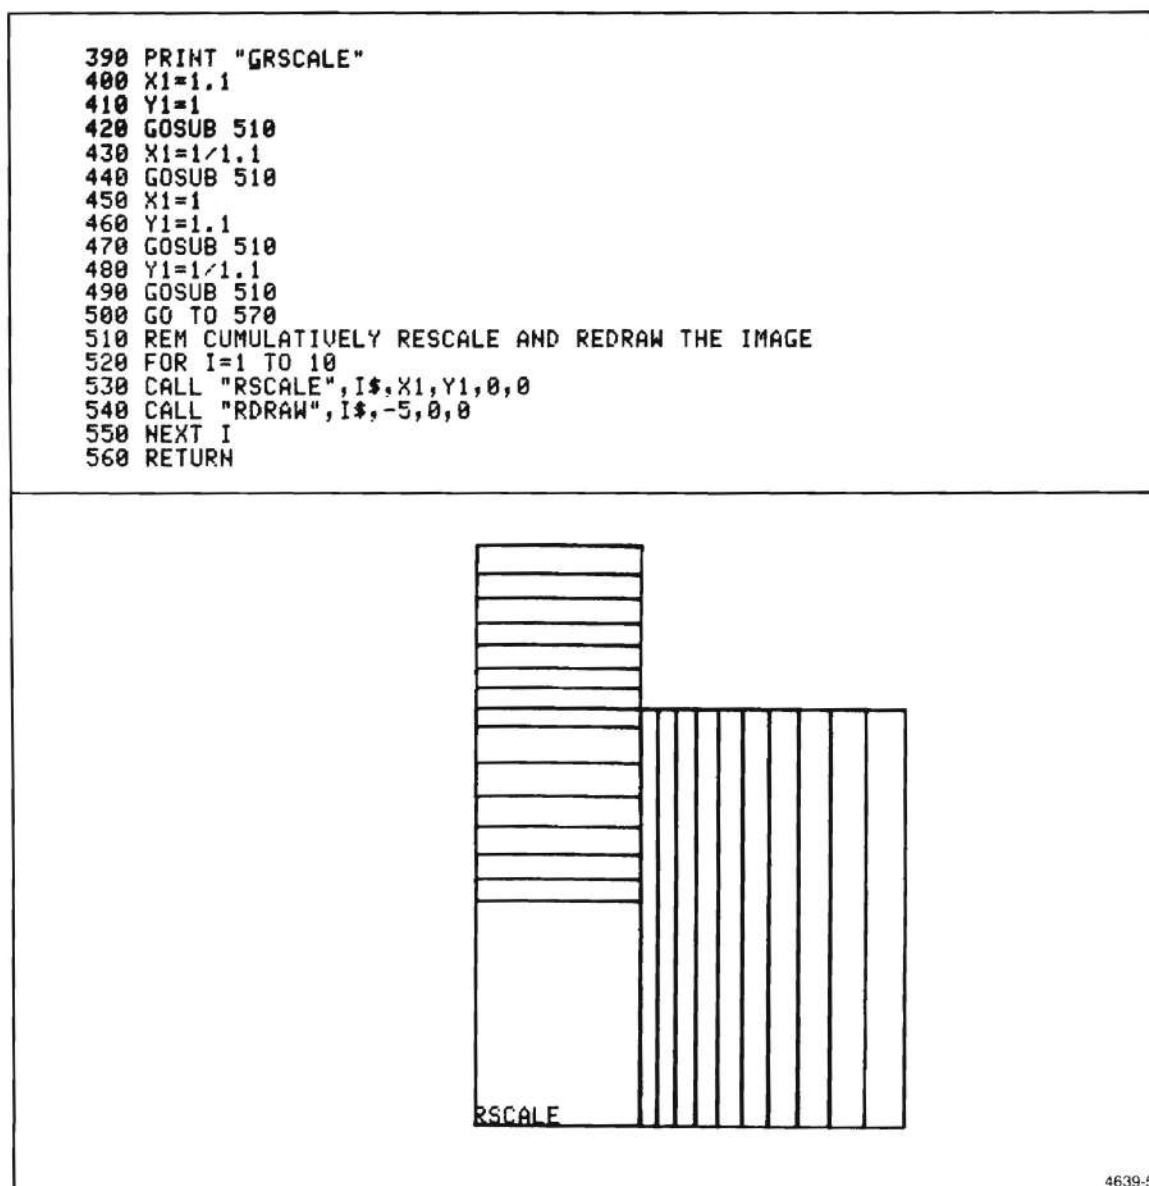 390 PRINT "GRSCALE"
400 X1=1.1
410 Y1=1
420 GOSUB 510
430 X1=1/1.1
440 GOSUB 510
450 X1=1
460 Y1=1.1
470 GOSUB 510
480 Y1=1/1.1
490 GOSUB 510
500 GO TO 570
510 REM CUMULATIVELY RESCALE AND REDRAW THE IMAGE
520 FOR I=1 TO 10
530 CALL "RSCALE",I$,X1,Y1,0,0
540 CALL "RDRAW",I$,-5,0,0
550 NEXT I
560 RETURN
RSCALE
4639-5